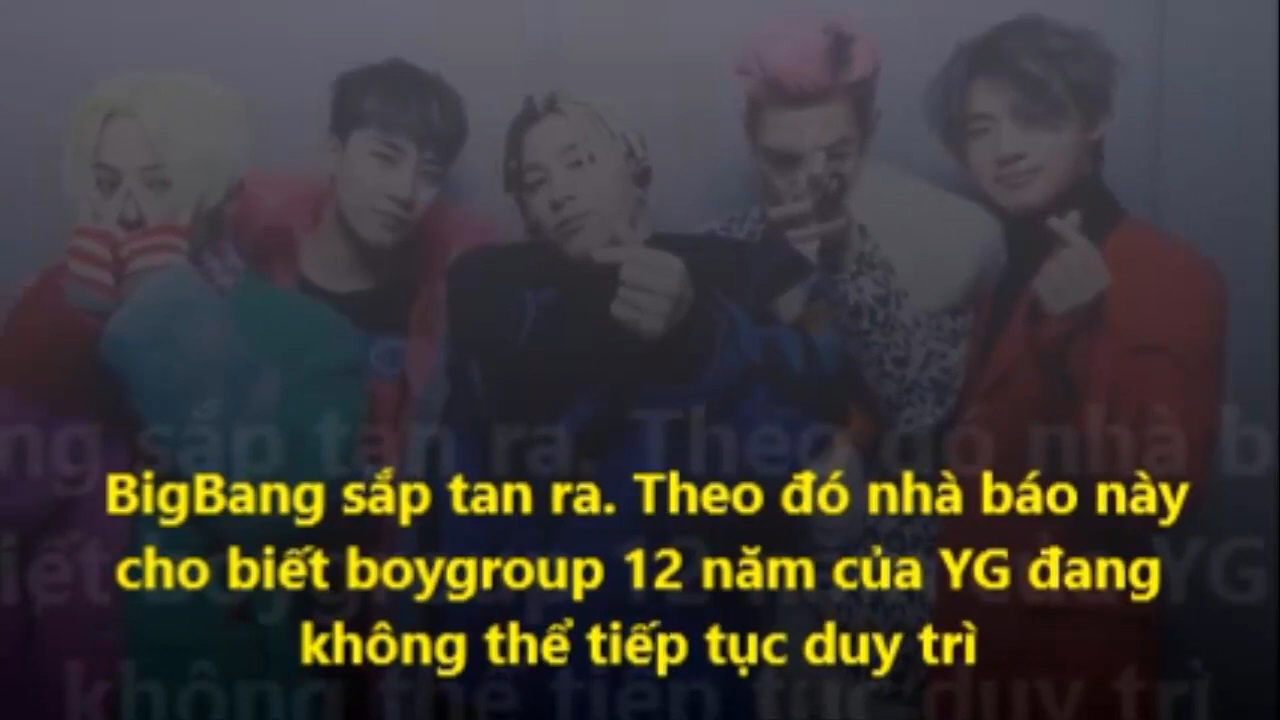 BigBang sắp tan ra. Theo đó nhà báo này
cho biết boygroup 12 năm của YG đang
không thể tiếp tục duy trì